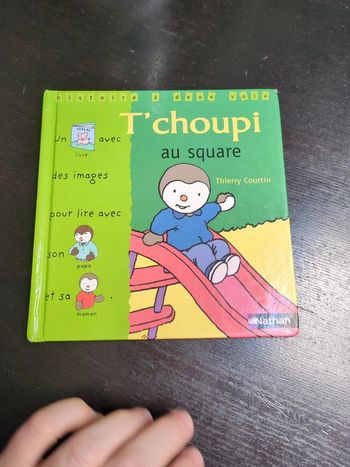 histoire à deux voix
T'choupi
au square
Thierry Courtin
Un avec
livre
des images
pour lire avec
son
papa
et sa .
maman
Nathan